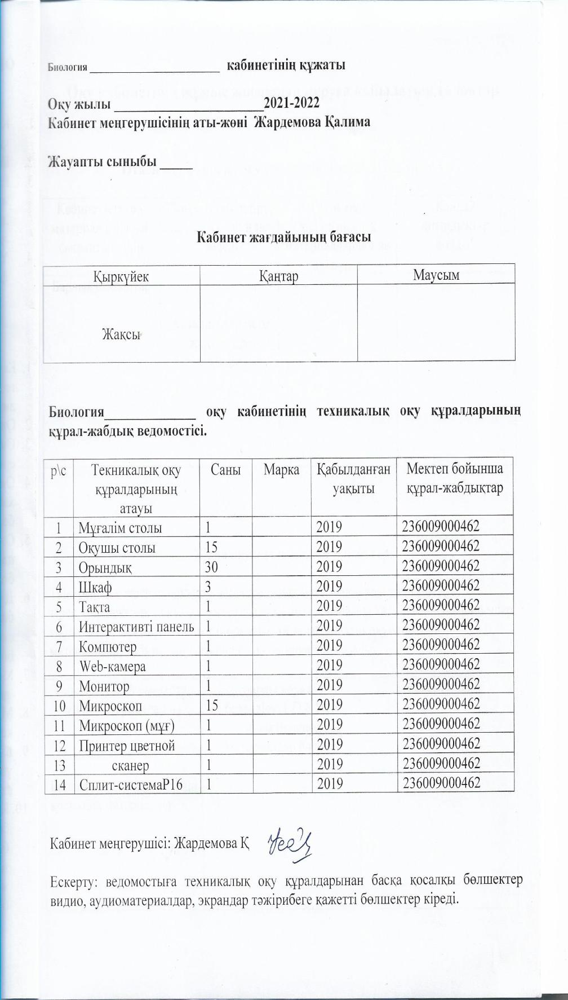 Биология ________________________ кабинетінің құжаты
Оқу жылы ____________________2021-2022
Кабинет меңгерушісінің аты-жөні Жардемова Қалима
Жауапты сыныбы _____
Кабинет жағдайының бағасы
Қыркүйек Қаңтар Маусым
Жақсы
Биология_____________ оқу кабинетінің техникалық оқу құралдарының
құрал-жабдық ведомостісі.
р\с Текникалық оқу Саны Марка Қабылданған Мектеп бойынша
құралдарының уақыты құрал-жабдықтар
атауы
1 Мұғалім столы 1 2019 236009000462
2 Оқушы столы 15 2019 236009000462
3 Орындық 30 2019 236009000462
4 Шкаф 3 2019 236009000462
5 Тақта 1 2019 236009000462
6 Интерактивті панель 1 2019 236009000462
7 Компютер 1 2019 236009000462
8 Web-камера 1 2019 236009000462
9 Монитор 1 2019 236009000462
10 Микроскоп 15 2019 236009000462
11 Микроскоп (мұғ) 1 2019 236009000462
12 Принтер цветной 1 2019 236009000462
13 сканер 1 2019 236009000462
14 Сплит-системаР16 1 2019 236009000462
Кабинет меңгерушісі: Жардемова Қ
Ескерту: ведомостыға техникалық оқу құралдарынан басқа қосалқы бөлшектер
видио, аудиоматериалдар, экрандар тәжірибеге қажетті бөлшектер кіреді.